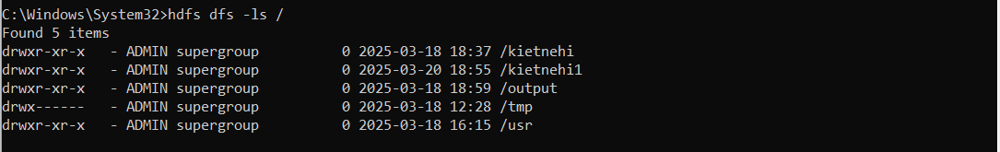 C:\Windows\System32>hdfs dfs -ls /
Found 5 items
drwxr-xr-x   - ADMIN supergroup          0 2025-03-18 18:37 /kietnehi
drwxr-xr-x   - ADMIN supergroup          0 2025-03-20 18:55 /kietnehi1
drwxr-xr-x   - ADMIN supergroup          0 2025-03-18 18:59 /output
drwx------   - ADMIN supergroup          0 2025-03-18 12:28 /tmp
drwxr-xr-x   - ADMIN supergroup          0 2025-03-18 16:15 /usr